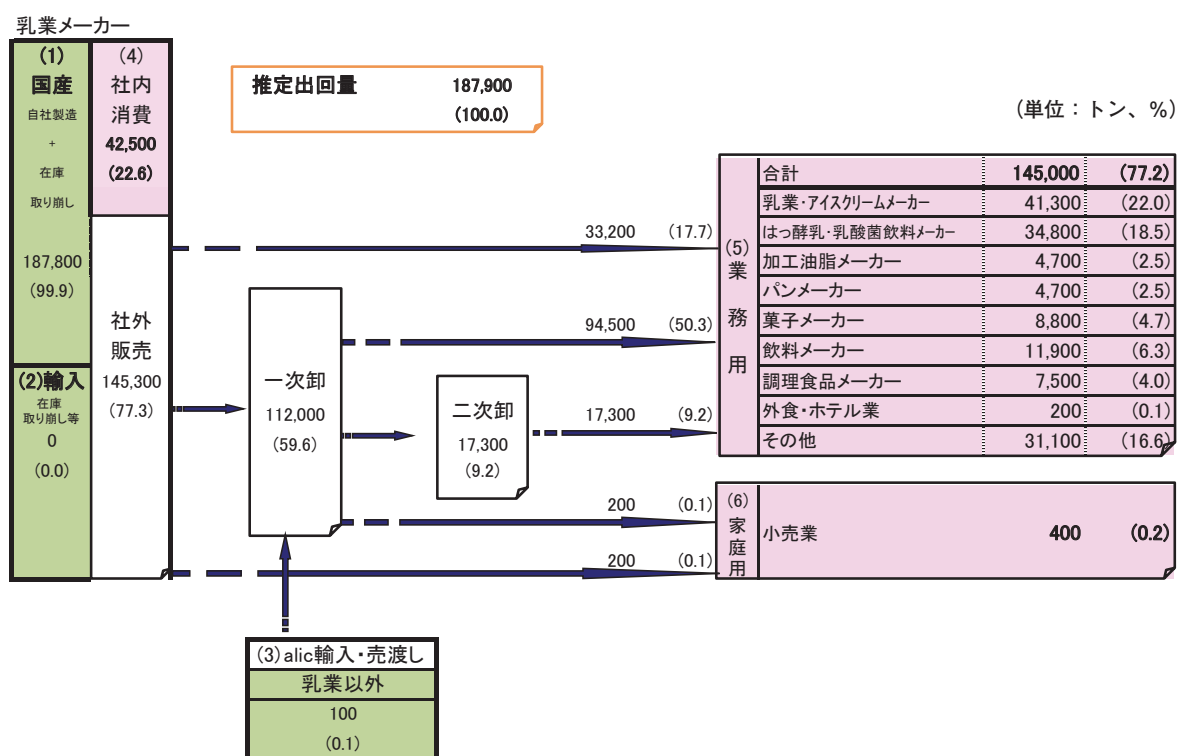 乳業メーカー
(1)
国産
自社製造
+
在庫
取り崩し
187,800
(99.9)
(2)輸入
在庫
取り崩し等
0
(0.0)
(4)
社内
消費
42,500
(22.6)
社外
販売
145,300
(77.3)
推定出回量 187,900
(100.0)
(単位:トン、%)
一次卸
112,000
(59.6)
二次卸
17,300
(9.2)
33,200 (17.7)
94,500 (50.3)
17,300 (9.2)
200 (0.1)
200 (0.1)
(5)
業
務
用
合計 145,000 (77.2)
乳業・アイスクリームメーカー 41,300 (22.0)
はっ酵乳・乳酸菌飲料メーカー 34,800 (18.5)
加工油脂メーカー 4,700 (2.5)
パンメーカー 4,700 (2.5)
菓子メーカー 8,800 (4.7)
飲料メーカー 11,900 (6.3)
調理食品メーカー 7,500 (4.0)
外食・ホテル業 200 (0.1)
その他 31,100 (16.6)
(6)
家
庭
用
小売業 400 (0.2)
(3)alic輸入・売渡し
乳業以外
100
(0.1)